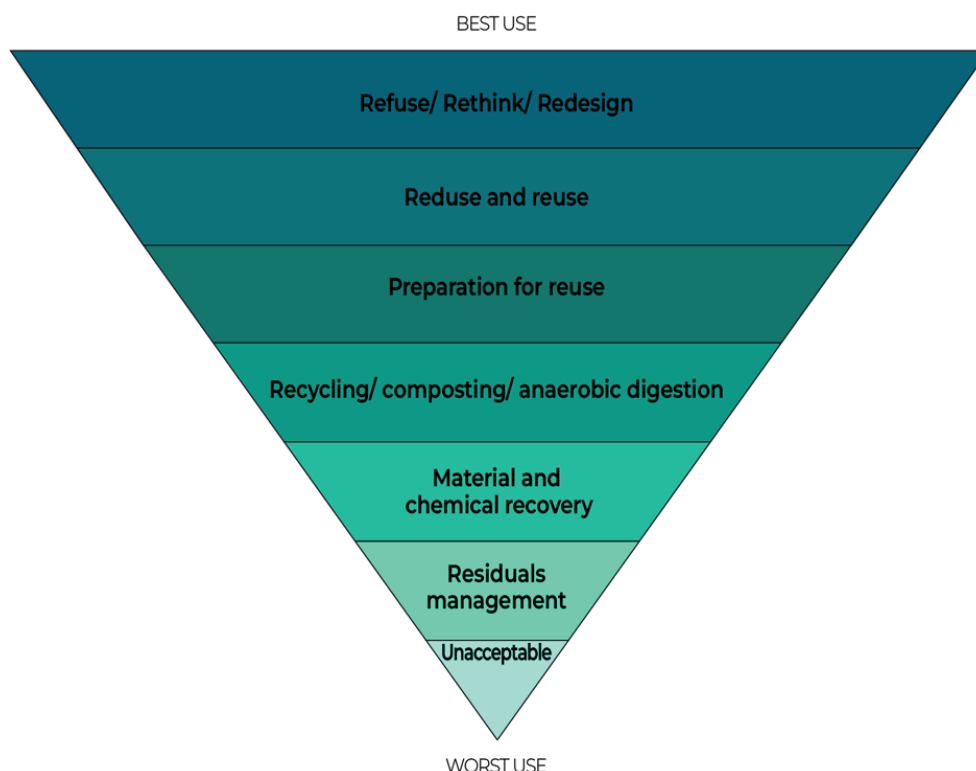 BEST USE
Refuse/ Rethink/ Redesign
Reduse and reuse
Preparation for reuse
Recycling/ composting/ anaerobic digestion
Material and
chemical recovery
Residuals
management
Unacceptable
WORST USE